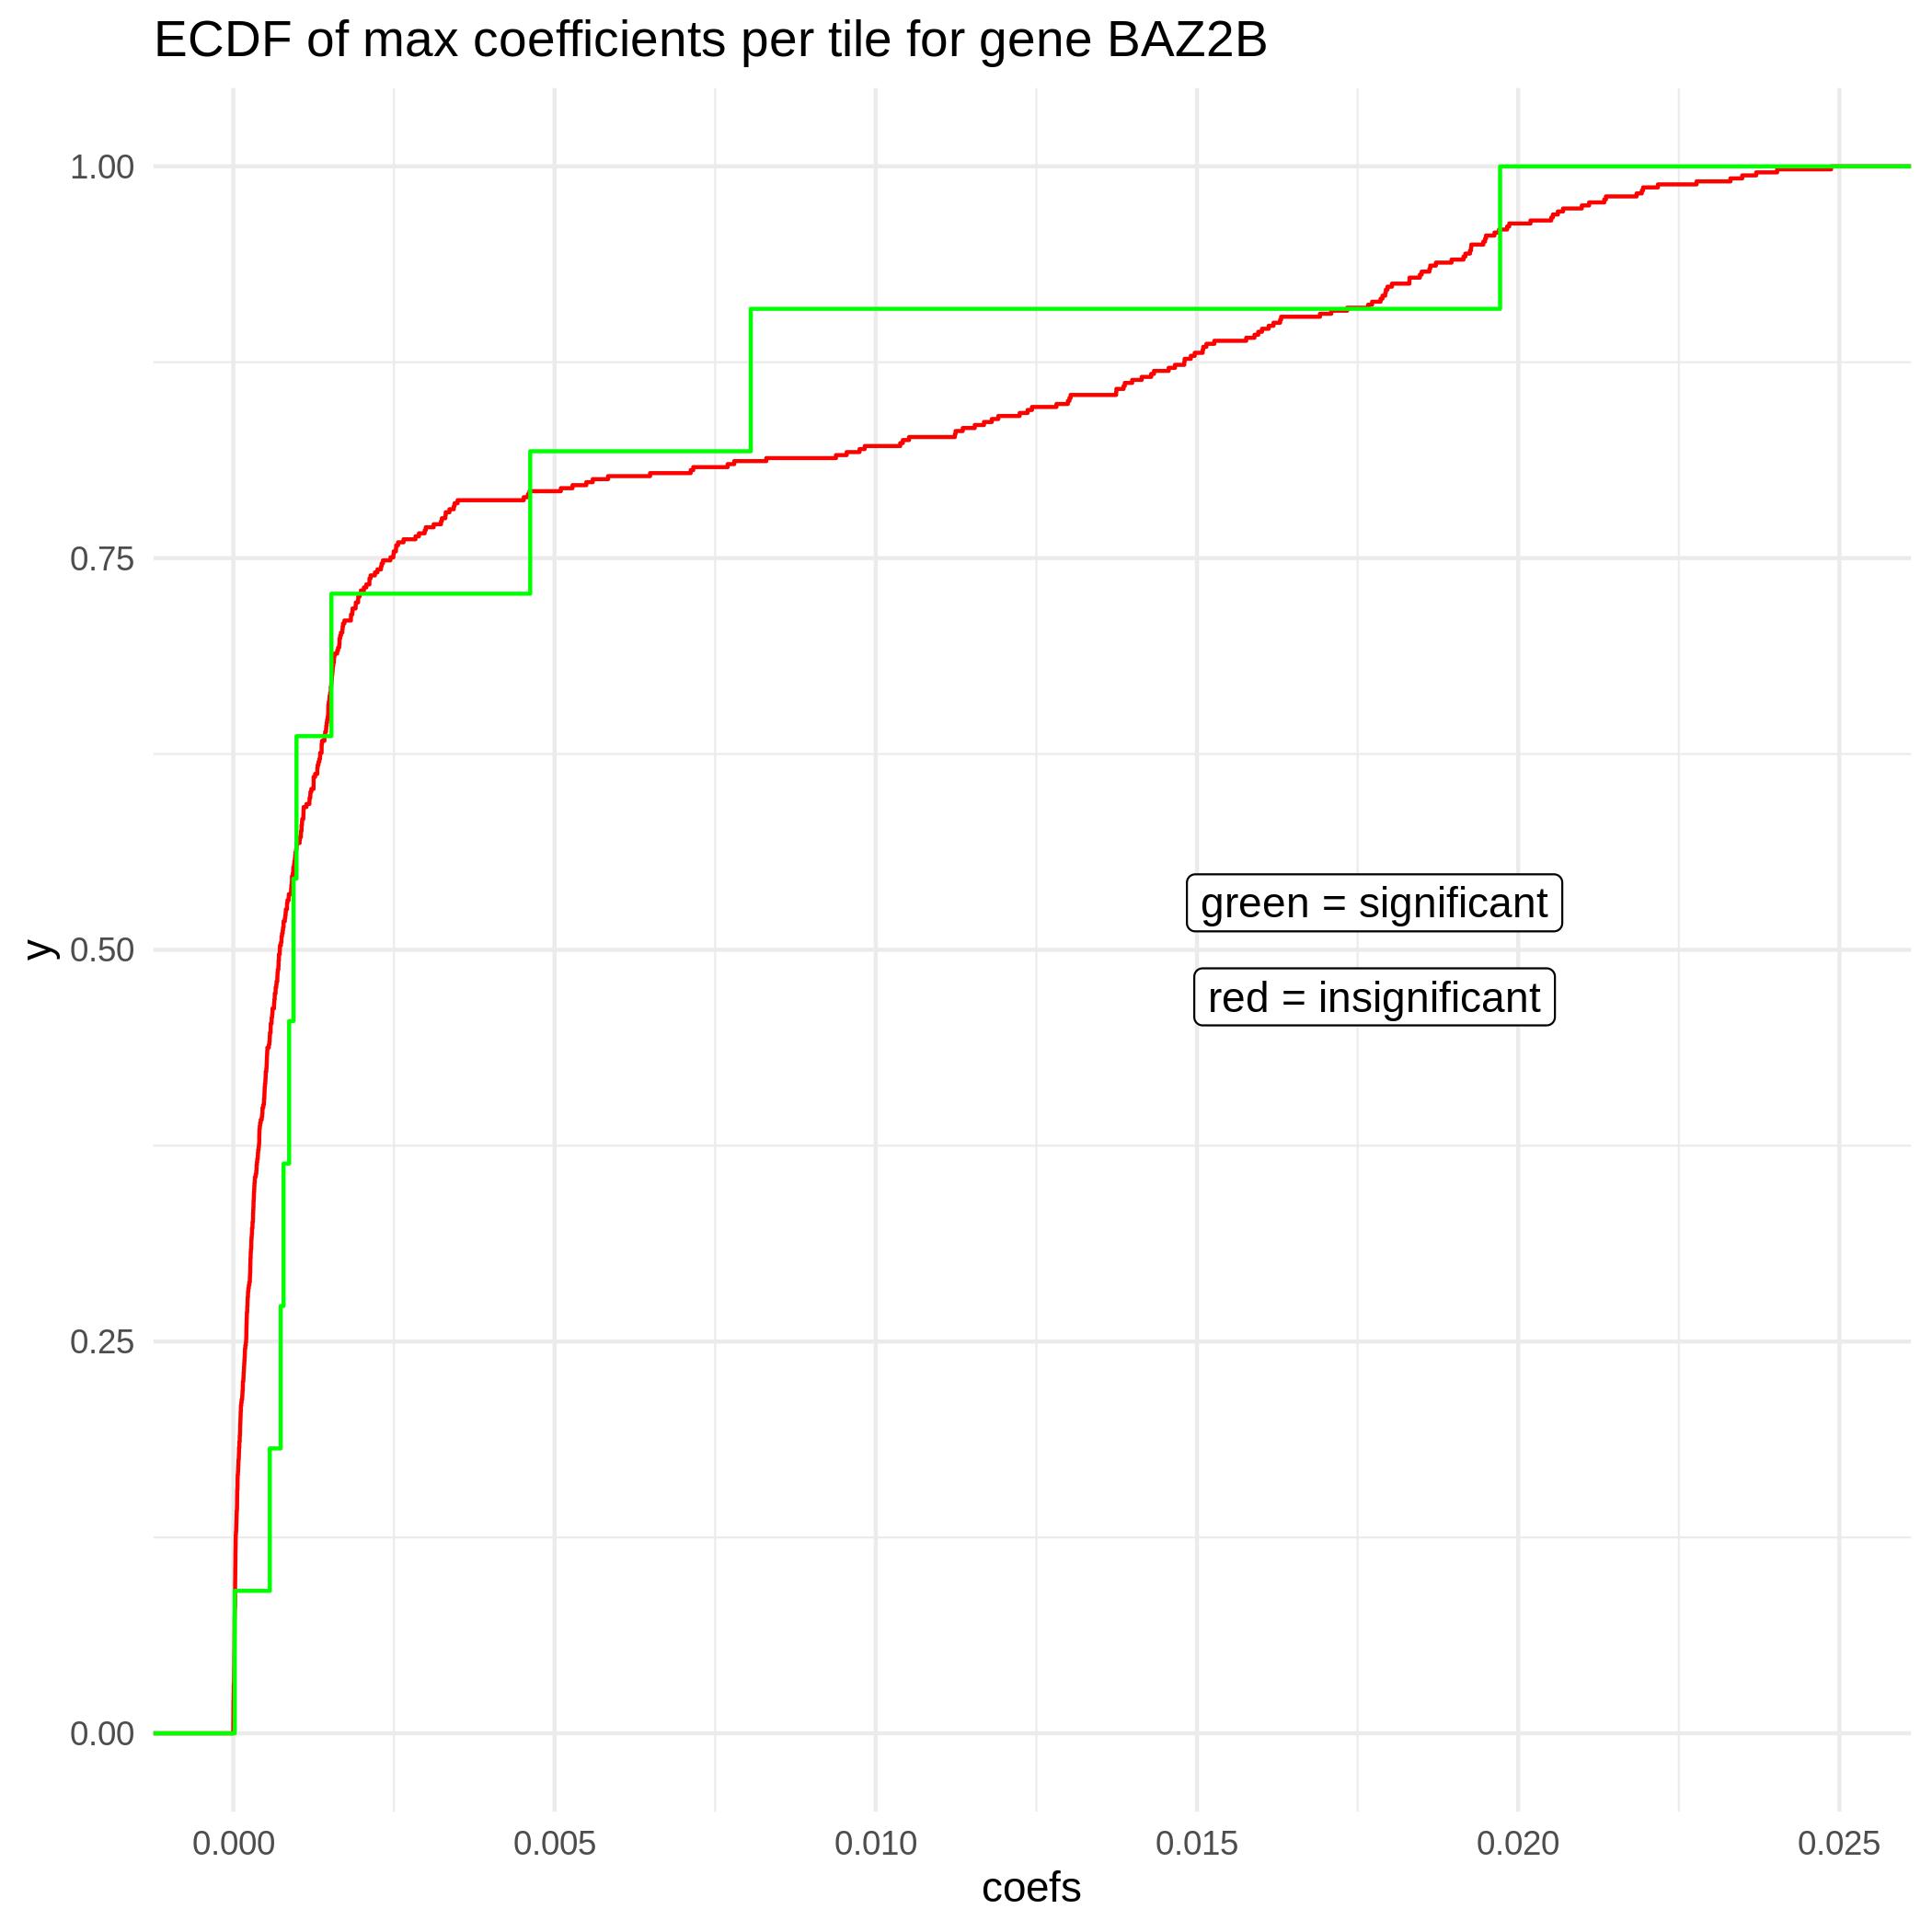 ECDF of max coefficients per tile for gene BAZ2B
1.00
0.75
0.50
0.25
0.00
y
green = significant
red = insignificant
0.000 0.005 0.010 0.015 0.020 0.025
coefs